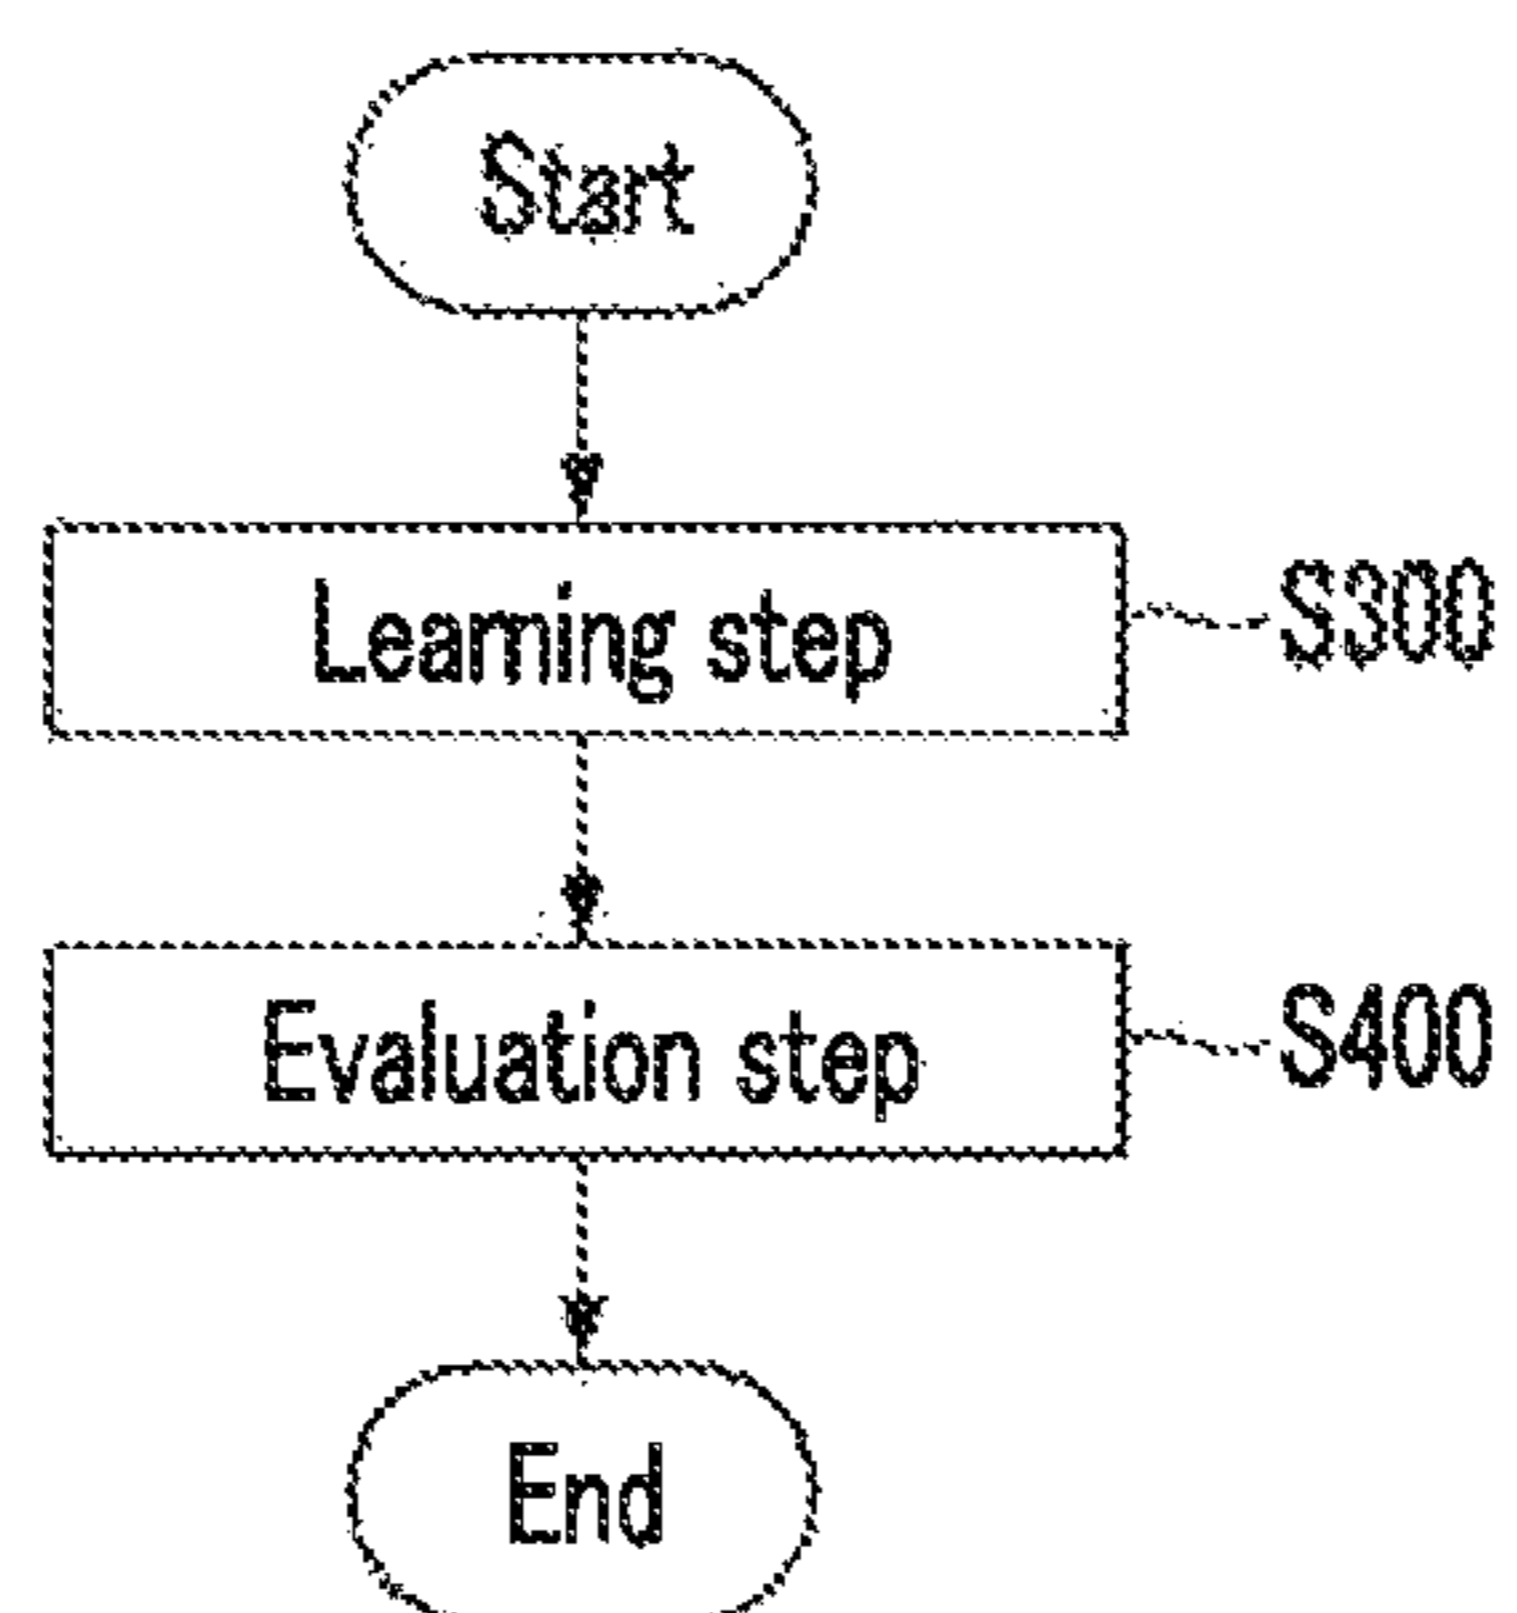 Start
Learning step
S300
Evaluation step
S400
End